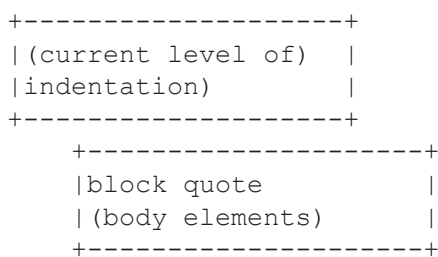 +--------------------+
|(current level of)  |
|indentation)        |
+--------------------+
    +---------------------+
    |block quote          |
    |(body elements)      |
    +---------------------+